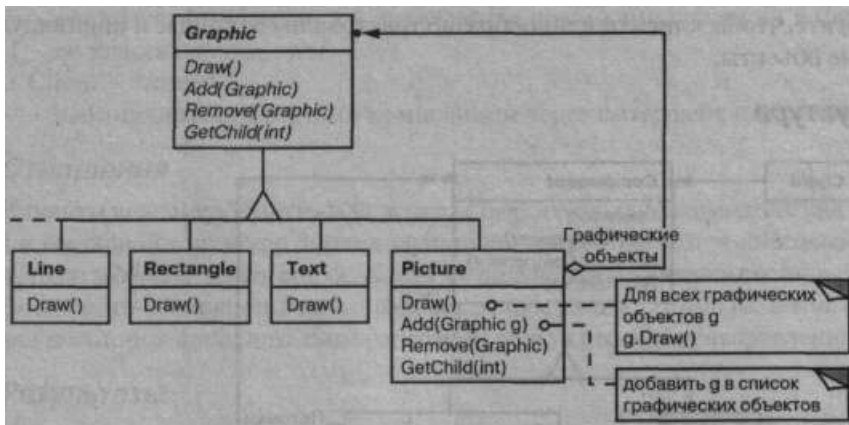 Graphic
Draw()
Add(Graphic)
Remove(Graphic)
GetChild(int)
Графические
объекты
Line
Draw()
Rectangle
Draw()
Text
Draw()
Picture
Draw()
Add(Graphic g)
Remove(Graphic)
GetChild(int)
Для всех графических
объектов g
g.Draw()
добавить g в список
графических объектов